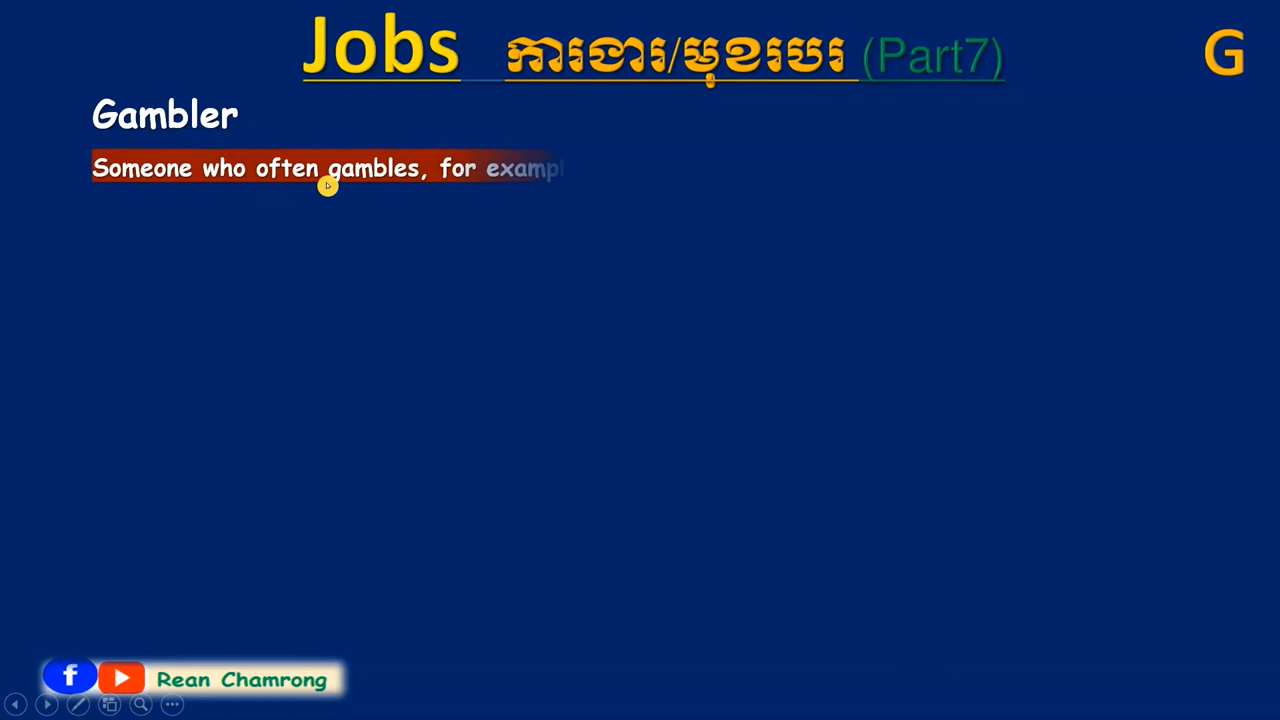 Jobs ការងារ/មុខរបរ (Part7)
G
Gambler
Someone who often gambles, for exampl
Rean Chamrong